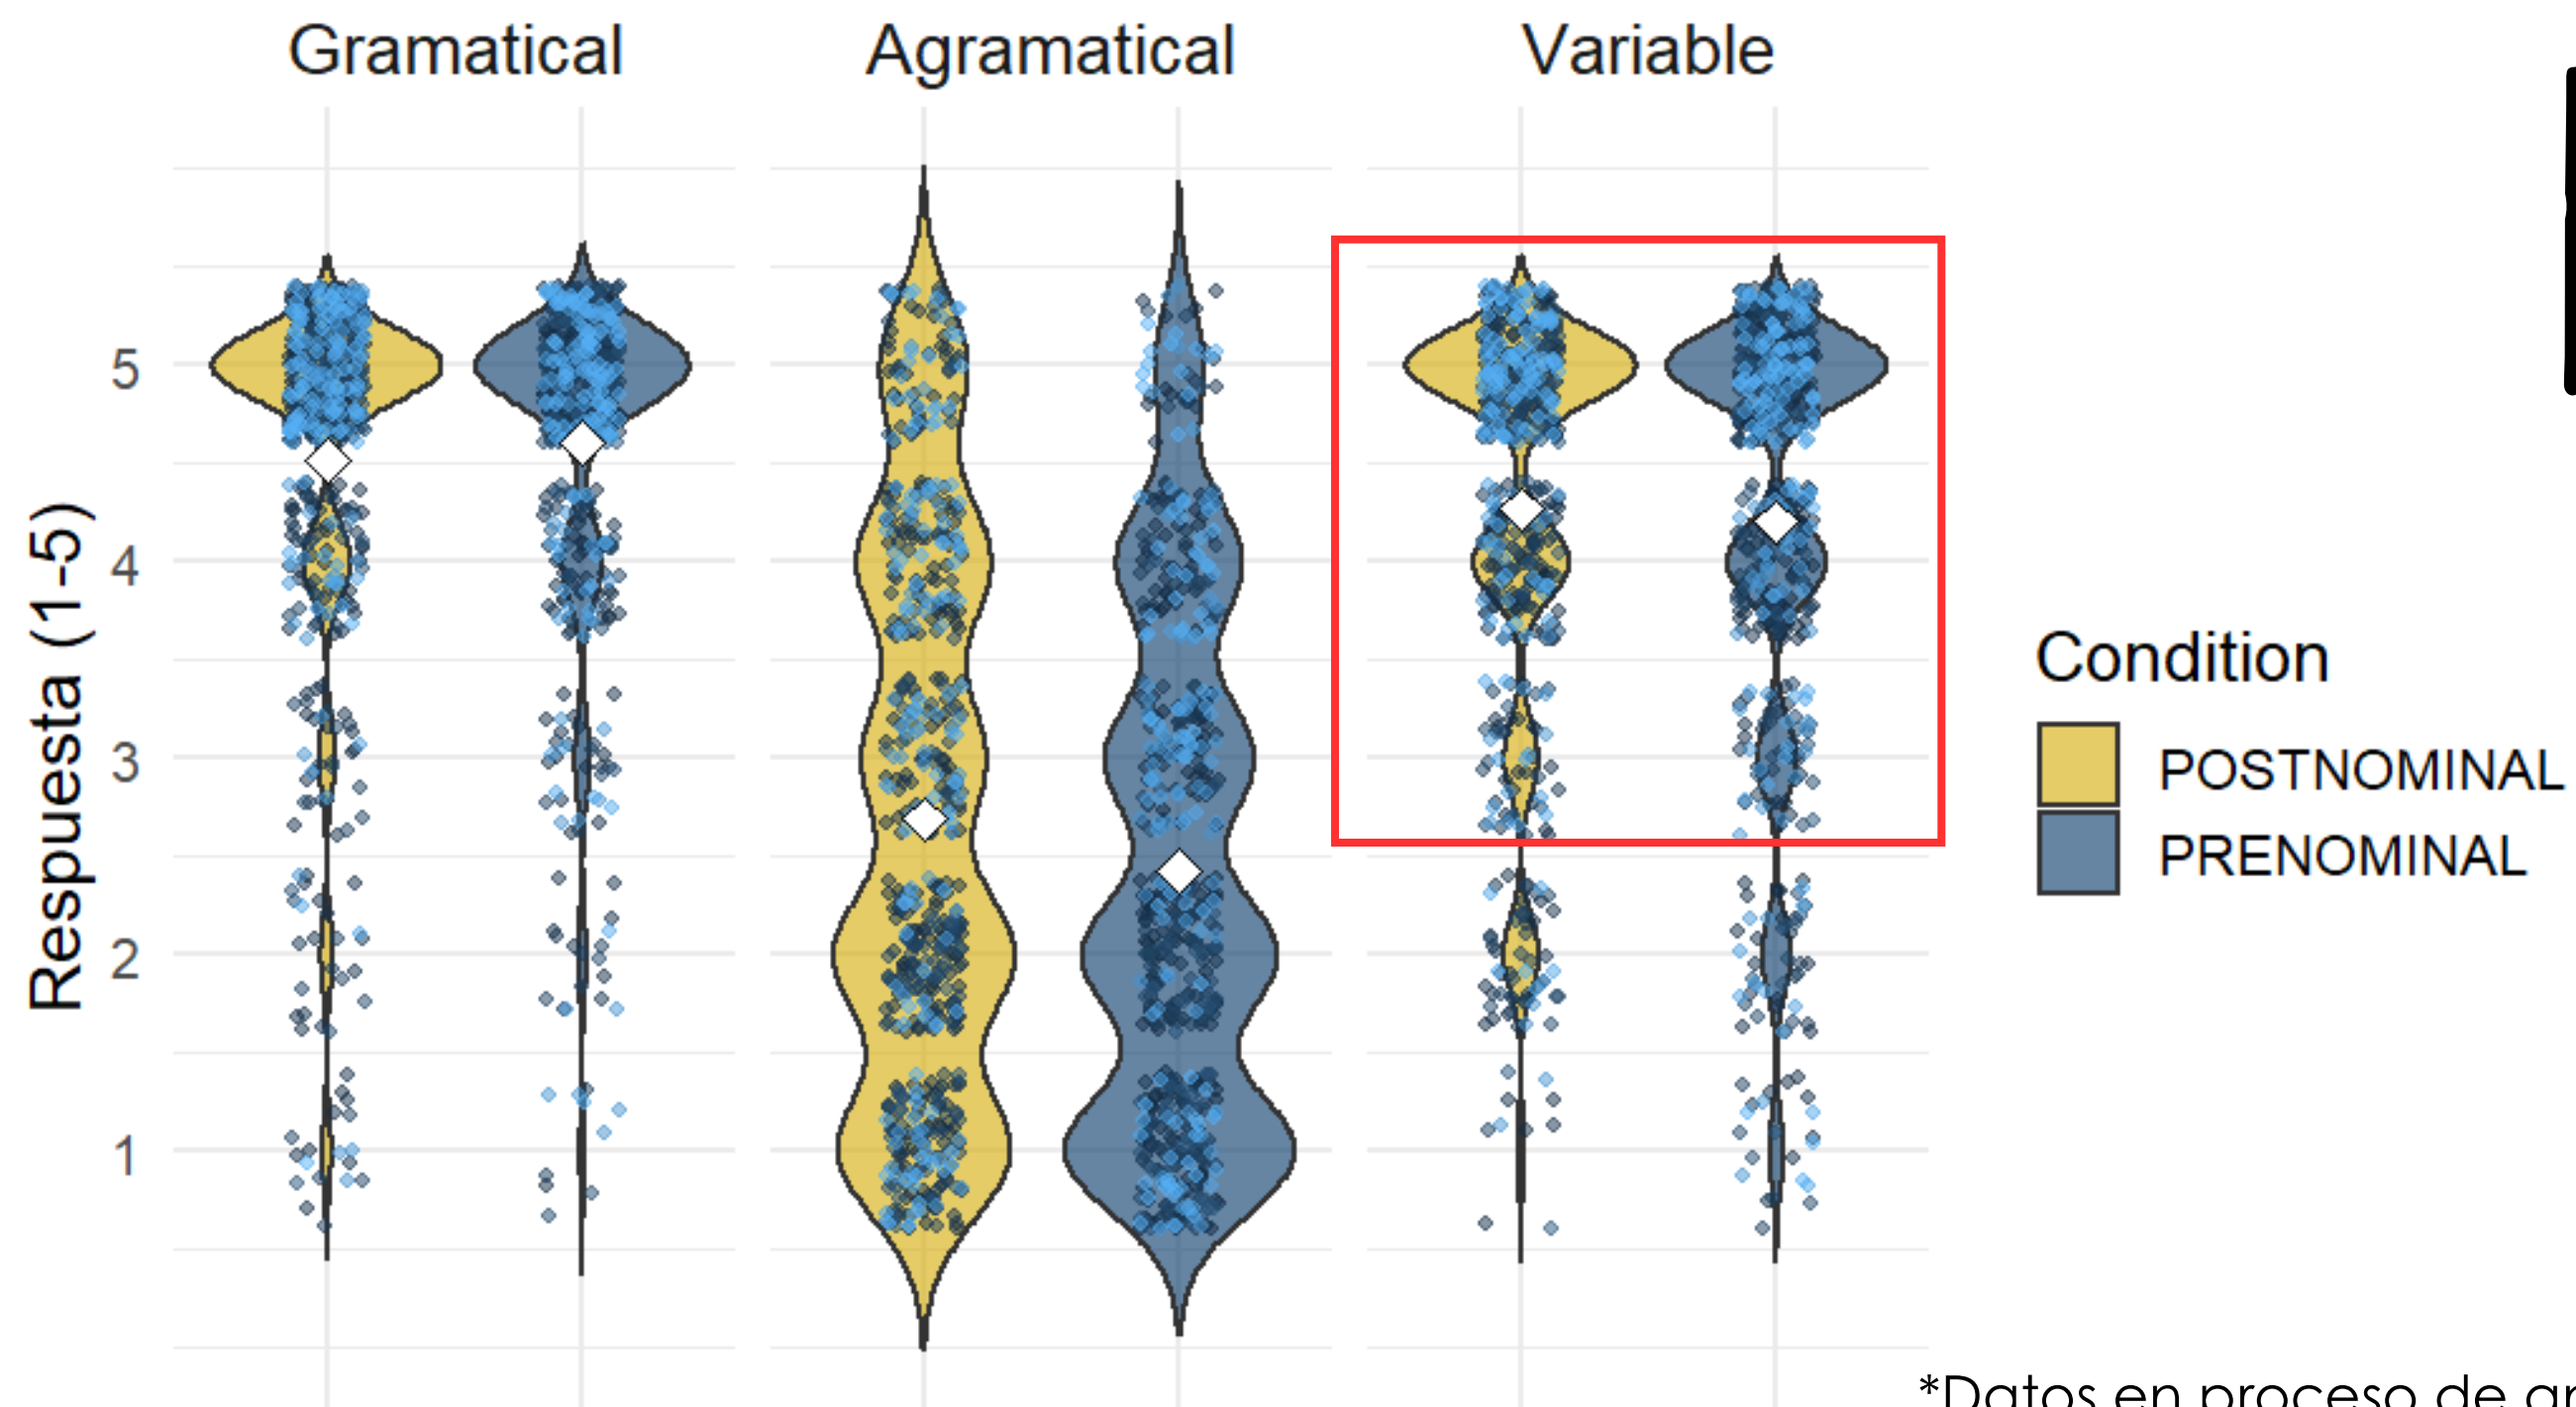 Gramatical Agramatical Variable
Respuesta (1-5)
5
4
3
2
1
Condition
POSTNOMINAL
PRENOMINAL
*Datos en proceso de